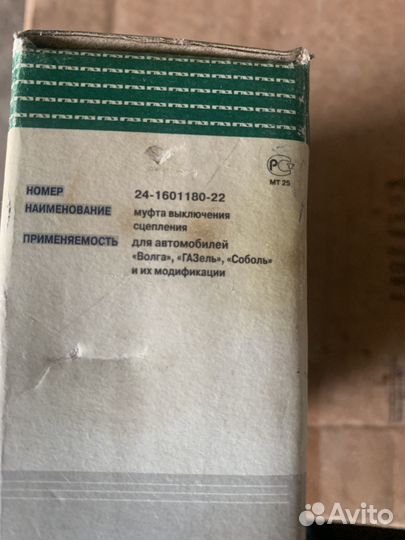 РС
МТ 25
НОМЕР 24-1601180-22
НАИМЕНОВАНИЕ муфта выключения
сцепления
ПРИМЕНЯЕМОСТЬ для автомобилей
«Волга», «ГАЗель», «Соболь»
и их модификации
Avito